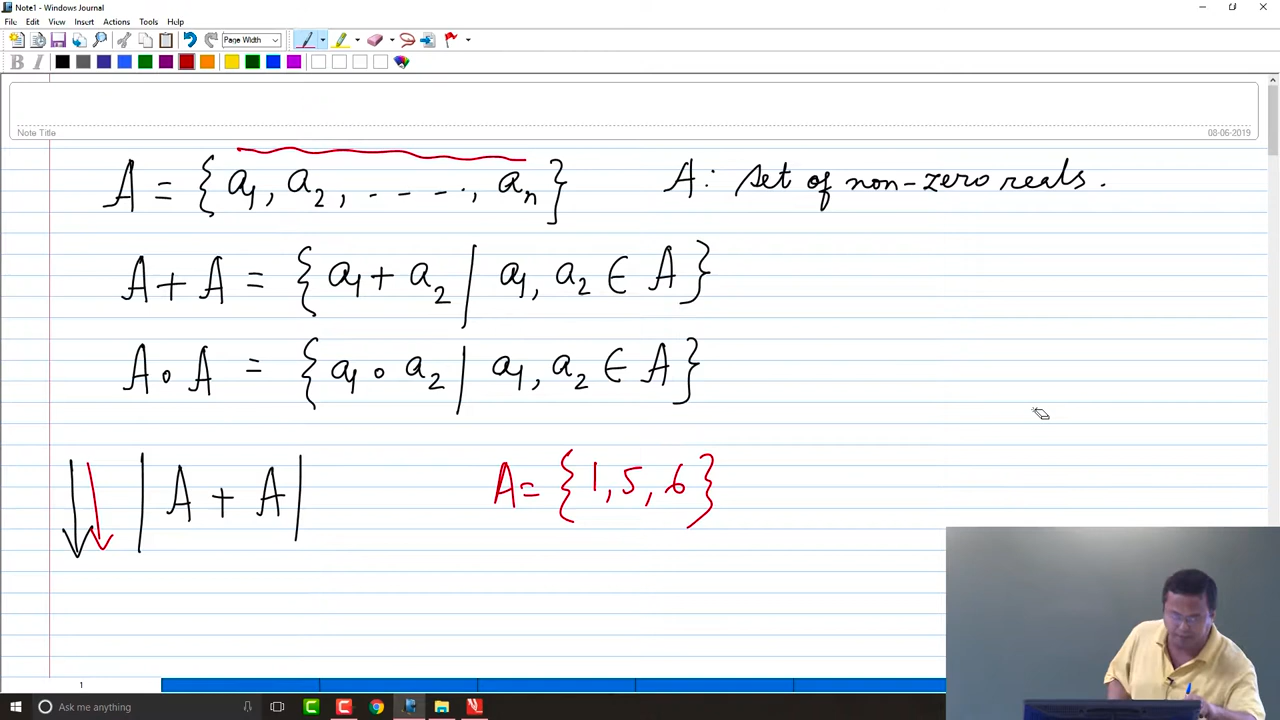 Note1 - Windows Journal
File Edit View Insert Actions Tools Help
Page Width
B I
Note Title
08-06-2019
A = {a1, a2, . - - - ., an} A: set of non-zero reals.
A + A = {a1 + a2 | a1, a2 ∈ A}
A ∘ A = {a1 ∘ a2 | a1, a2 ∈ A}
| A + A | A = {1, 5, 6}
1
Ask me anything